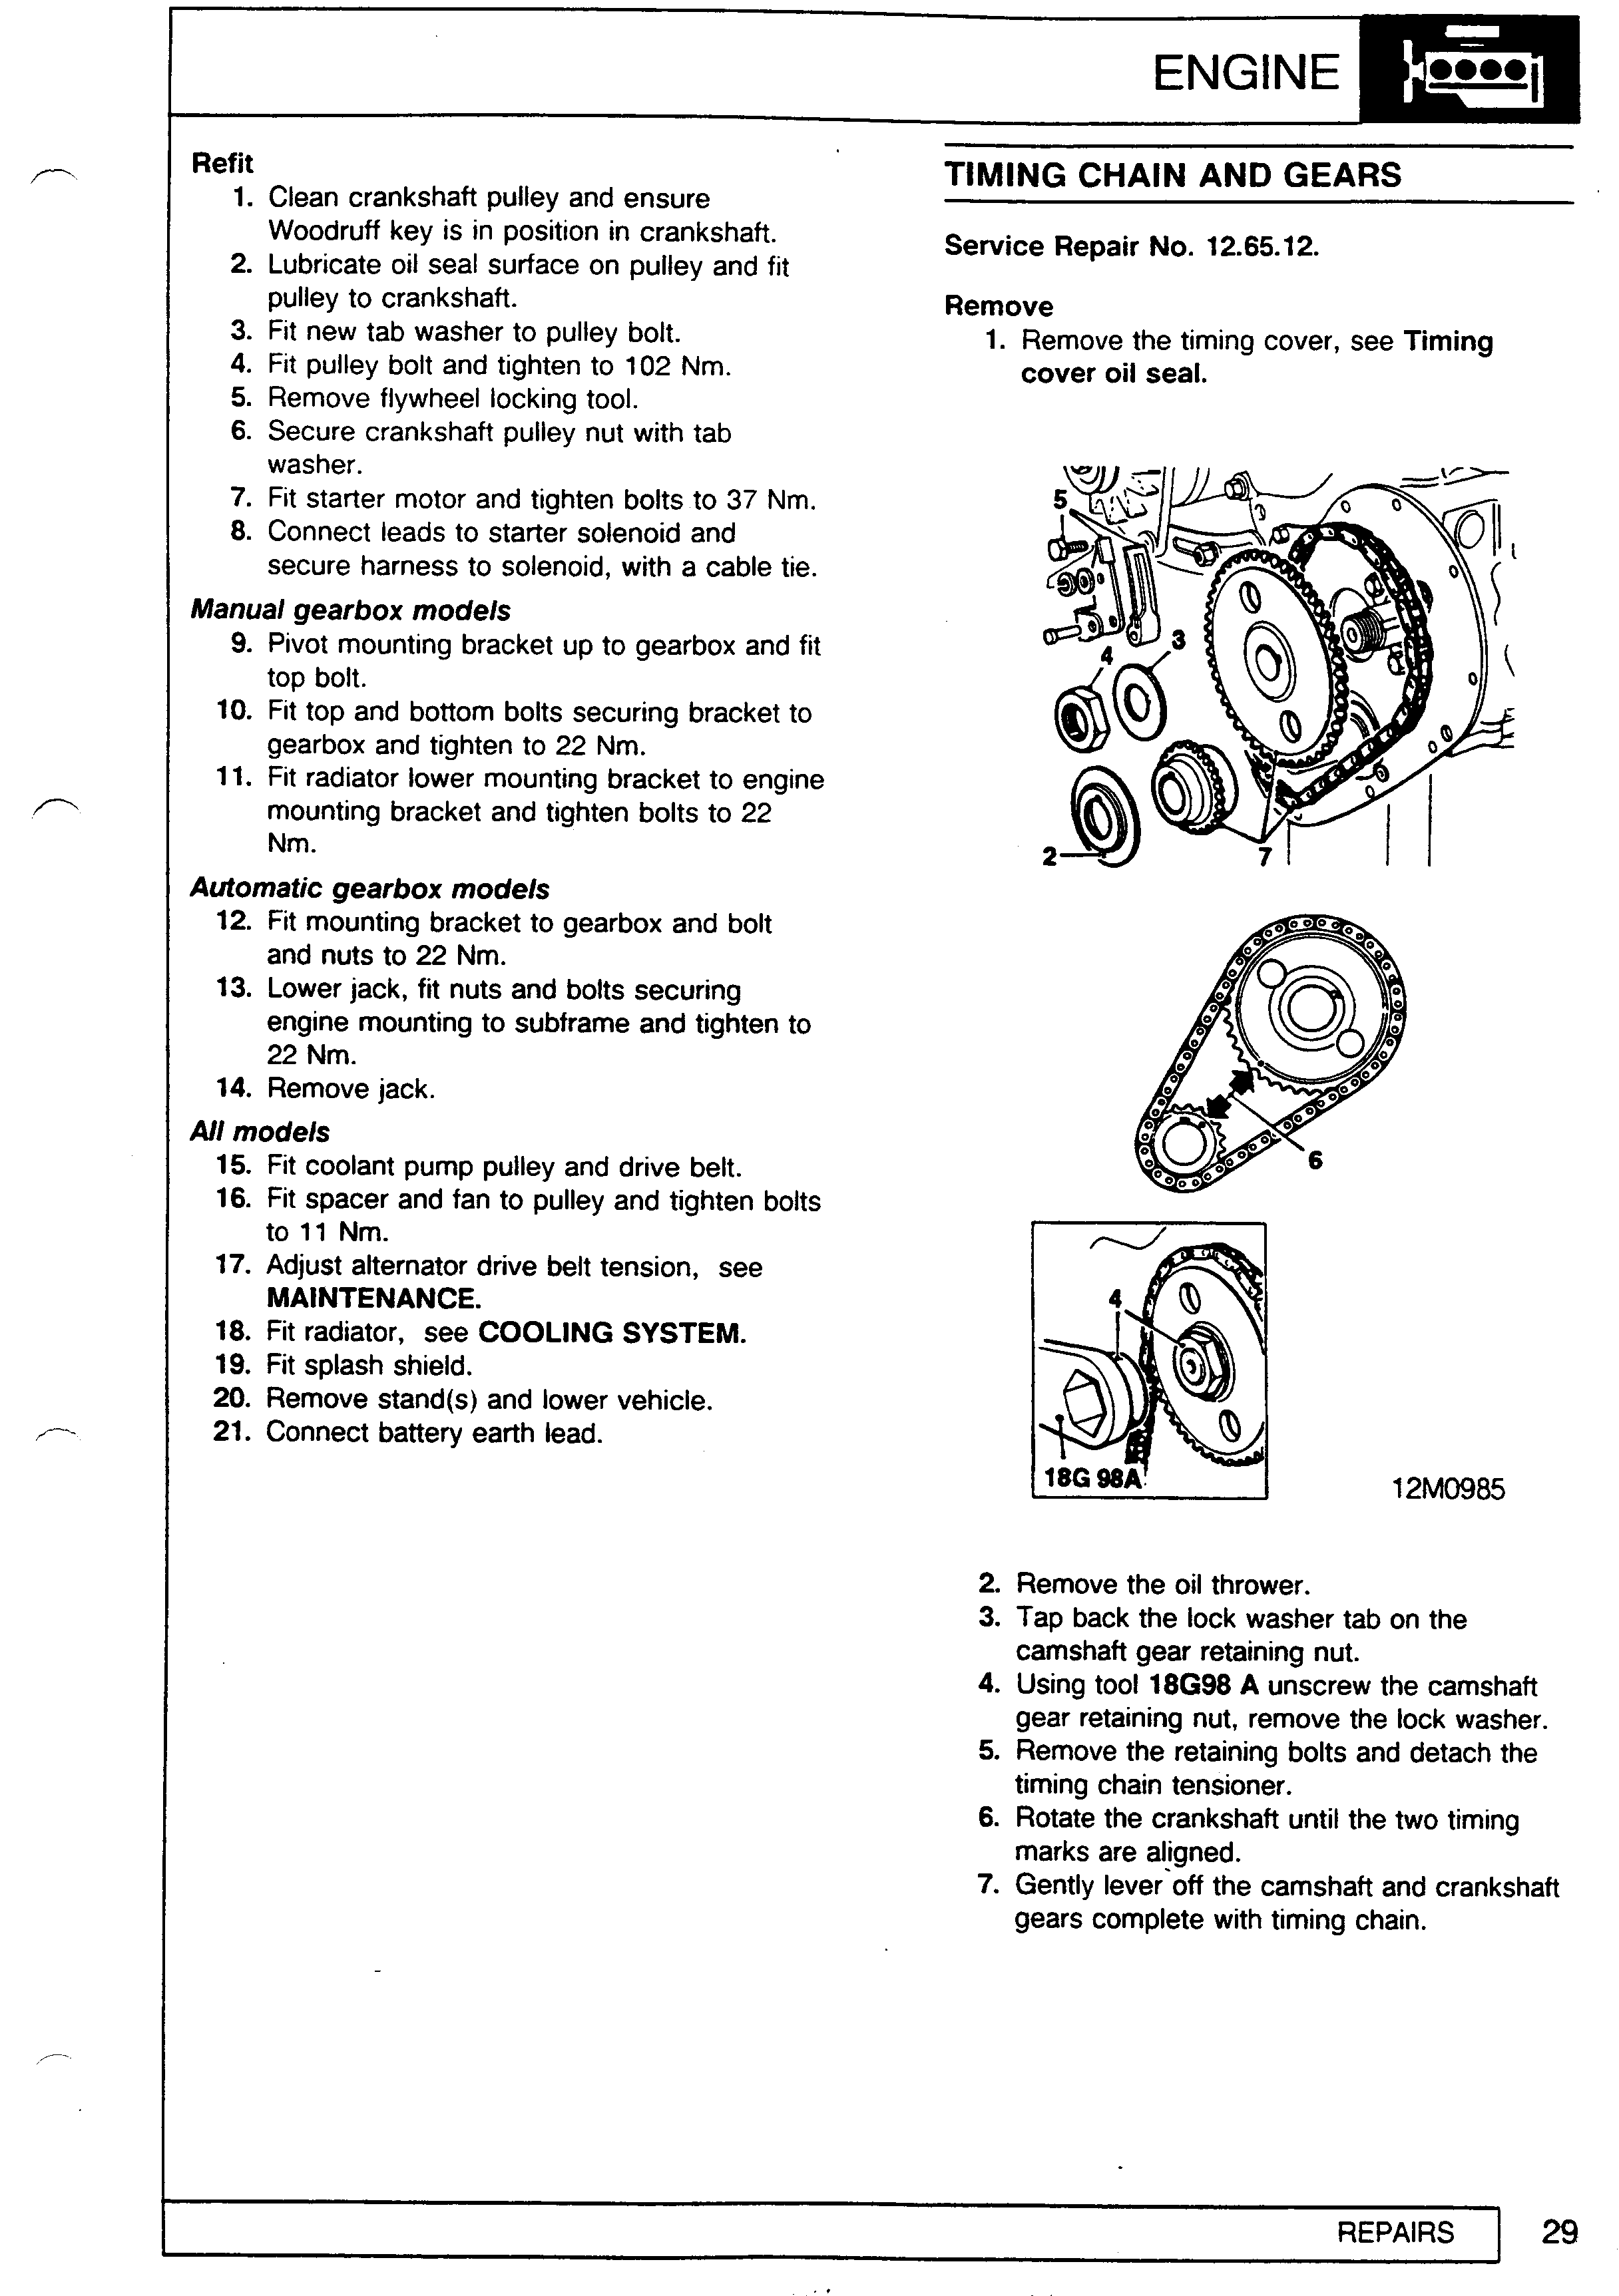 ENGINE
Refit
1. Clean crankshaft pulley and ensure
Woodruff key is in position in crankshaft.
2. Lubricate oil seal surface on pulley and fit
pulley to crankshaft.
3. Fit new tab washer to pulley bolt.
4. Fit pulley bolt and tighten to 102 Nm.
5. Remove flywheel locking tool.
6. Secure crankshaft pulley nut with tab
washer.
7. Fit starter motor and tighten bolts to 37 Nm.
8. Connect leads to starter solenoid and
secure harness to solenoid, with a cable tie.
Manual gearbox models
9. Pivot mounting bracket up to gearbox and fit
top bolt.
10. Fit top and bottom bolts securing bracket to
gearbox and tighten to 22 Nm.
11. Fit radiator lower mounting bracket to engine
mounting bracket and tighten bolts to 22
Nm.
Automatic gearbox models
12. Fit mounting bracket to gearbox and bolt
and nuts to 22 Nm.
13. Lower jack, fit nuts and bolts securing
engine mounting to subframe and tighten to
22 Nm.
14. Remove jack.
All models
15. Fit coolant pump pulley and drive belt.
16. Fit spacer and fan to pulley and tighten bolts
to 11 Nm.
17. Adjust alternator drive belt tension, see
MAINTENANCE.
18. Fit radiator, see COOLING SYSTEM.
19. Fit splash shield.
20. Remove stand(s) and lower vehicle.
21. Connect battery earth lead.
TIMING CHAIN AND GEARS
Service Repair No. 12.65.12.
Remove
1. Remove the timing cover, see Timing
cover oil seal.
5
3
4
2
7
6
4
18G 98A
12M0985
2. Remove the oil thrower.
3. Tap back the lock washer tab on the
camshaft gear retaining nut.
4. Using tool 18G98 A unscrew the camshaft
gear retaining nut, remove the lock washer.
5. Remove the retaining bolts and detach the
timing chain tensioner.
6. Rotate the crankshaft until the two timing
marks are aligned.
7. Gently lever off the camshaft and crankshaft
gears complete with timing chain.
REPAIRS
29